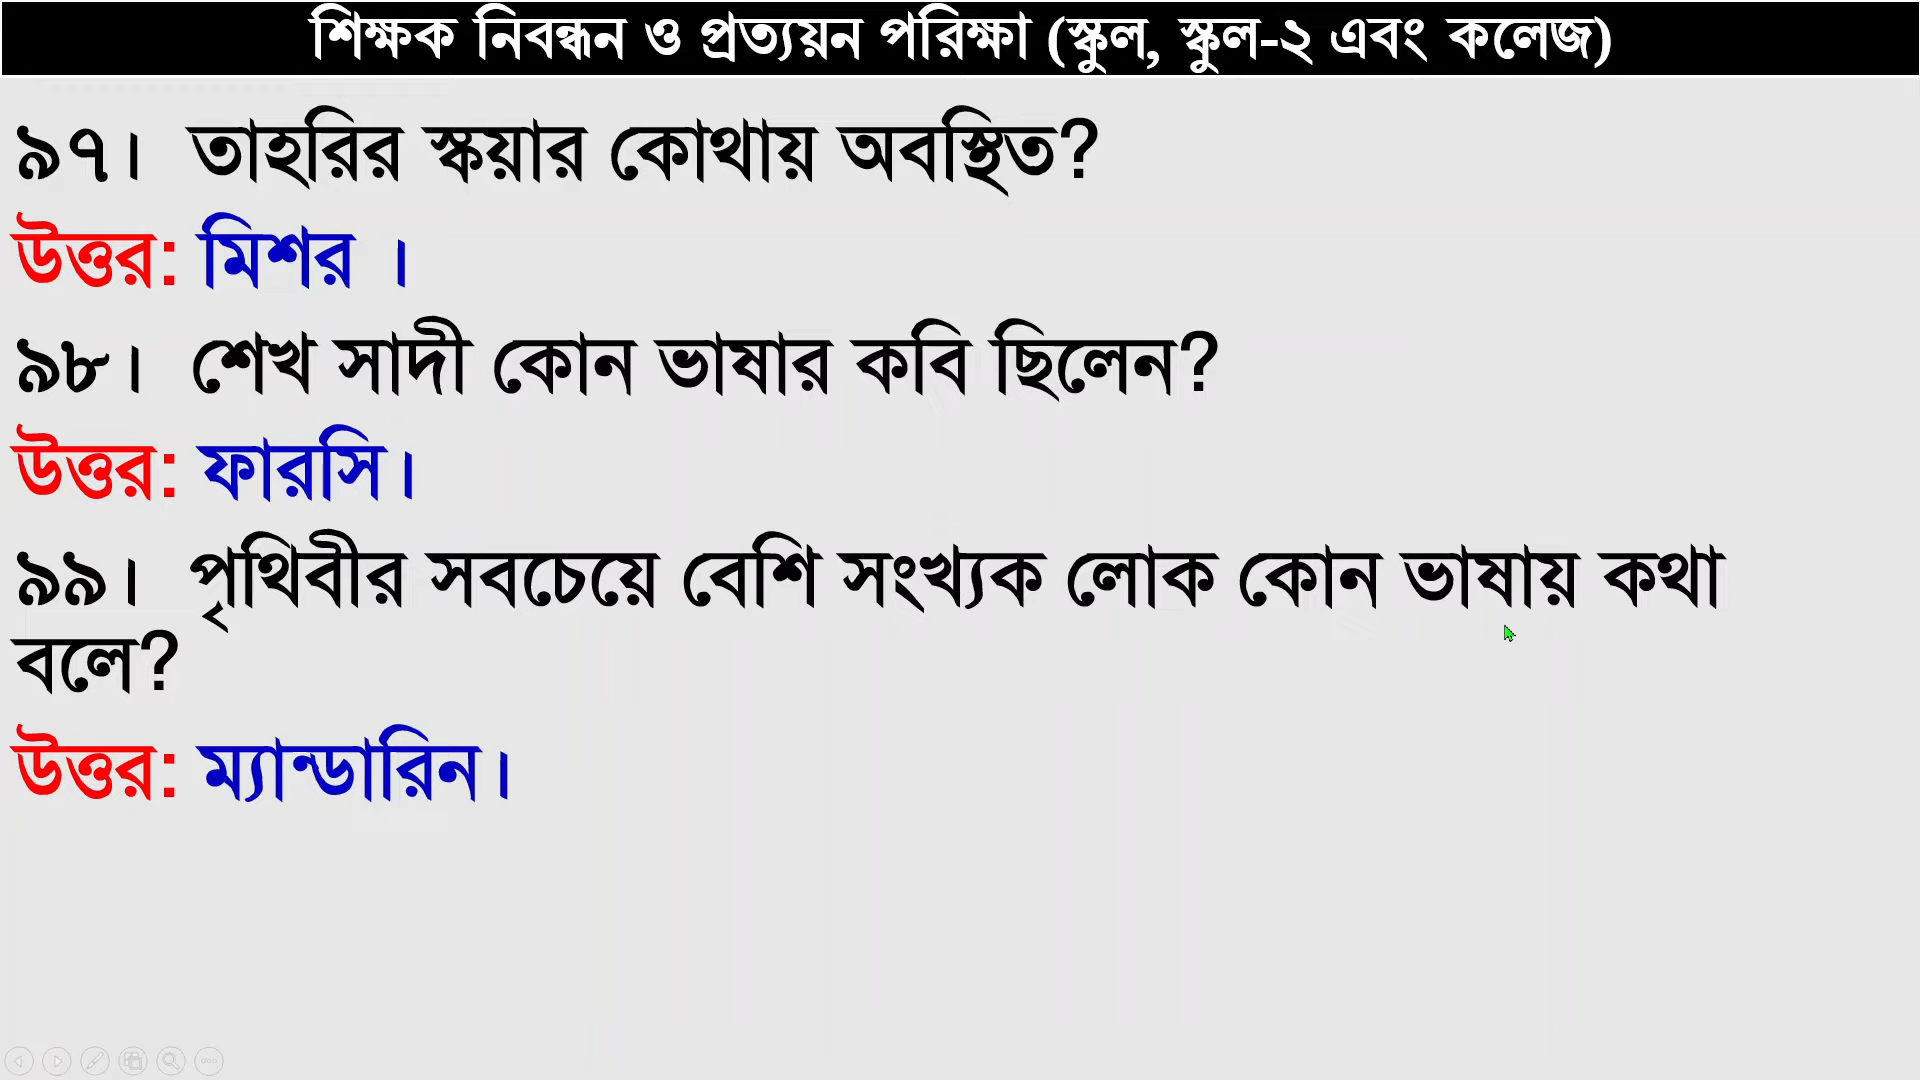 শিক্ষক নিবন্ধন ও প্রত্যয়ন পরিক্ষা (স্কুল, স্কুল-২ এবং কলেজ)
৯৭। তাহরির স্কয়ার কোথায় অবস্থিত?
উত্তর: মিশর ।
৯৮। শেখ সাদী কোন ভাষার কবি ছিলেন?
উত্তর: ফারসি।
৯৯। পৃথিবীর সবচেয়ে বেশি সংখ্যক লোক কোন ভাষায় কথা
বলে?
উত্তর: ম্যান্ডারিন।